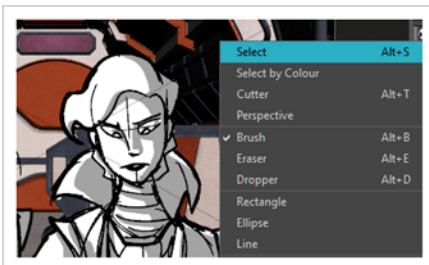 Select Alt+S
Select by Colour
Cutter Alt+T
Perspective
Brush Alt+B
Eraser Alt+E
Dropper Alt+D
Rectangle
Ellipse
Line